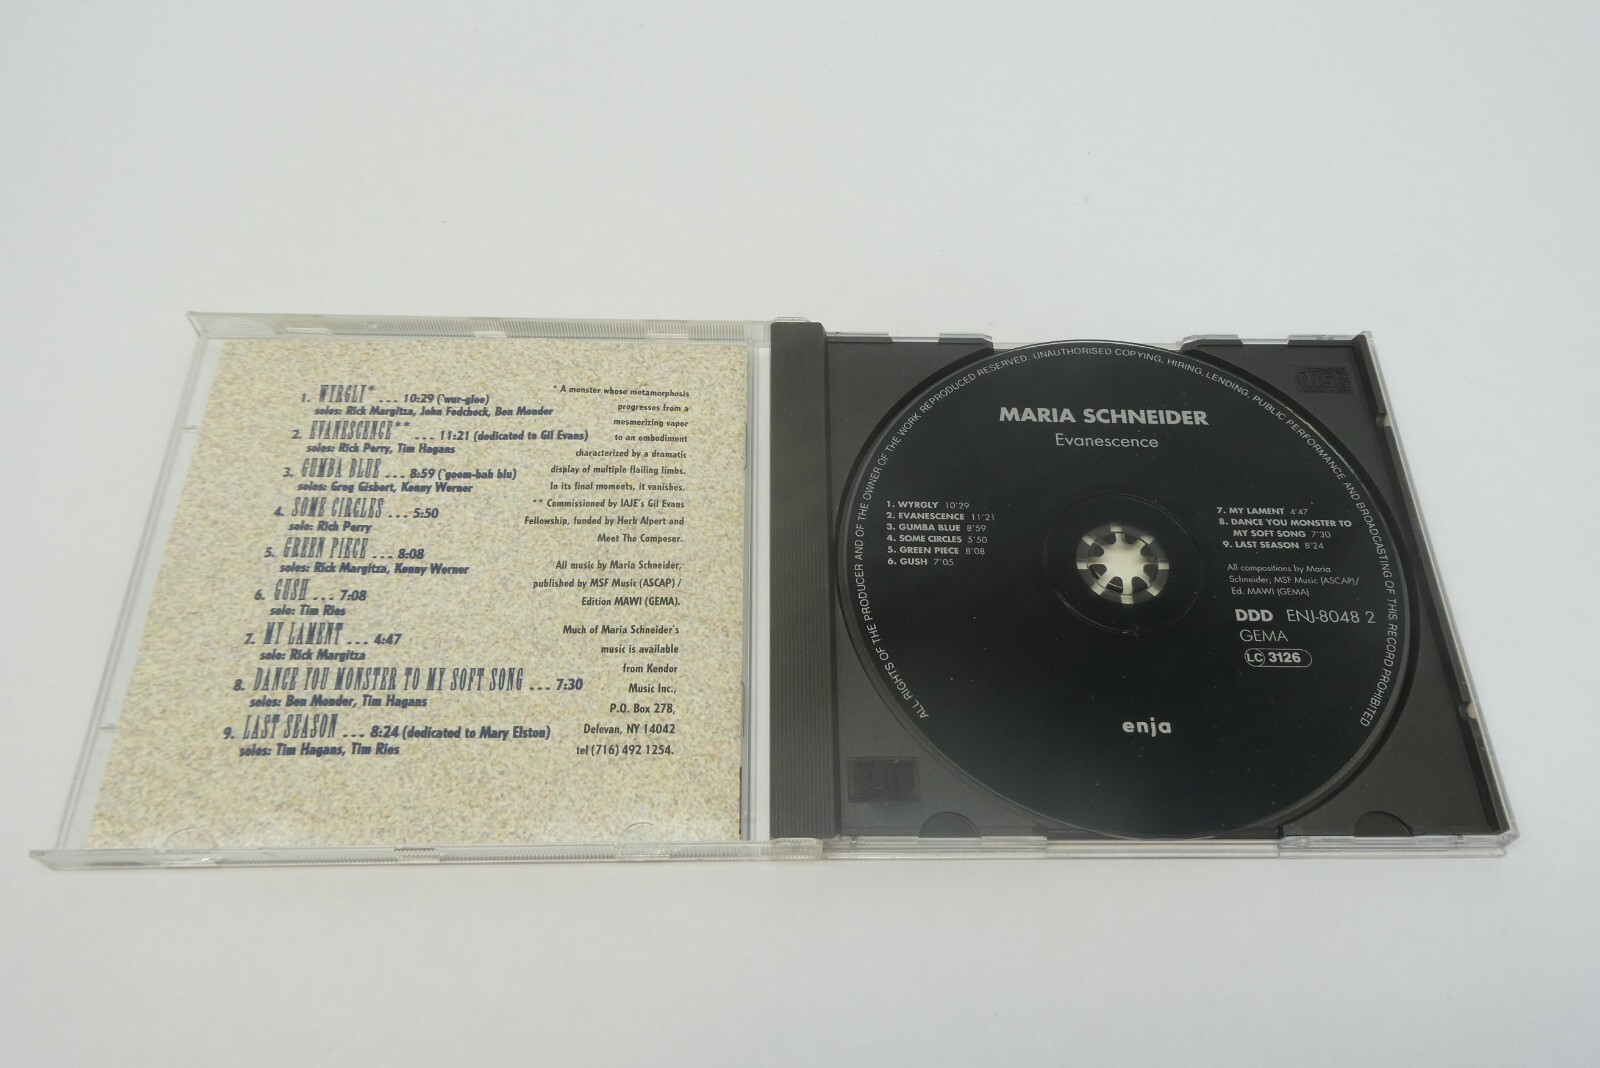 1. WYRGLY* ... 10:29 ('wur-glee)
solos: Rick Margitza, John Fedchock, Ben Monder
2. EVANESCENCE** ... 11:21 (dedicated to Gil Evans)
solos: Rich Perry, Tim Hagans
3. GUMBA BLUE ... 8:59 ('goom-bah blu)
solos: Greg Gisbert, Kenny Werner
4. SOME CIRCLES ... 5:50
solo: Rich Perry
5. GREEN PIECE ... 8:08
solos: Rick Margitza, Kenny Werner
6. GUSH ... 7:08
solo: Tim Ries
7. MY LAMENT ... 4:47
solo: Rick Margitza
8. DANCE YOU MONSTER TO MY SOFT SONG ... 7:30
solos: Ben Monder, Tim Hagans
9. LAST SEASON ... 8:24 (dedicated to Mary Elston)
solos: Tim Hagans, Tim Ries
* A monster whose metamorphosis
progresses from a
mesmerizing vapor
to an embodiment
characterized by a dramatic
display of multiple flailing limbs.
In its final moments, it vanishes.
** Commissioned by IAJE's Gil Evans
Fellowship, funded by Herb Alpert and
Meet The Composer.
All music by Maria Schneider,
published by MSF Music (ASCAP) /
Edition MAWI (GEMA).
Much of Maria Schneider's
music is available
from Kendor
Music Inc.,
P.O. Box 278,
Delevan, NY 14042
tel (716) 492 1254.
ALL RIGHTS OF THE PRODUCER AND OF THE OWNER OF THE WORK REPRODUCED RESERVED. UNAUTHORISED COPYING, HIRING, LENDING, PUBLIC PERFORMANCE AND BROADCASTING OF THIS RECORD PROHIBITED
MARIA SCHNEIDER
Evanescence
1. WYRGLY 10'29
2. EVANESCENCE 11'21
3. GUMBA BLUE 8'59
4. SOME CIRCLES 5'50
5. GREEN PIECE 8'08
6. GUSH 7'05
7. MY LAMENT 4'47
8. DANCE YOU MONSTER TO
MY SOFT SONG 7'30
9. LAST SEASON 8'24
All compositions by Maria
Schneider; MSF Music (ASCAP)/
Ed. MAWI (GEMA)
DDD ENJ-8048 2
GEMA
LC 3126
enja